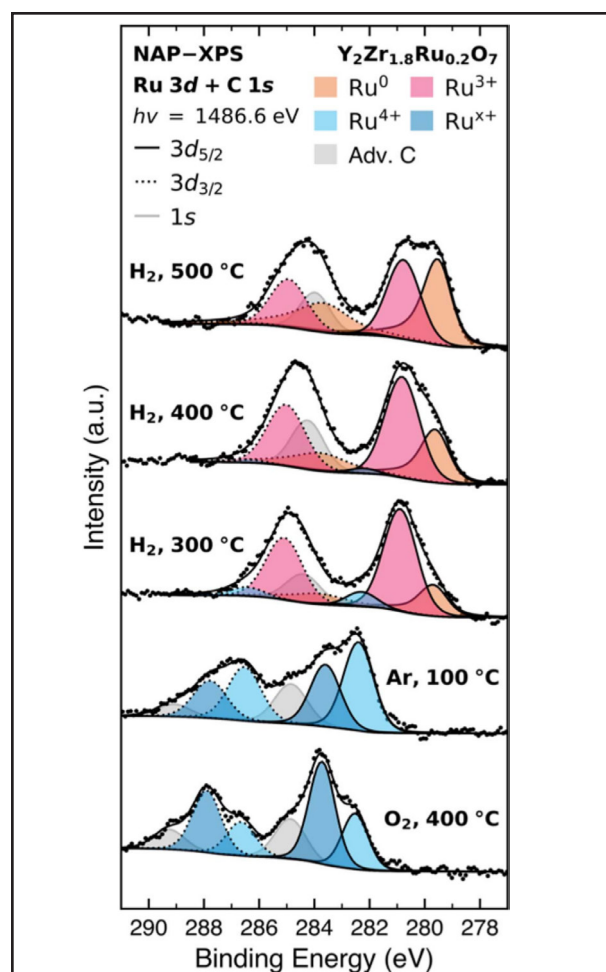 NAP−XPS
Ru 3d + C 1s
hv = 1486.6 eV
3d5/2
3d3/2
1s
Y2Zr1.8Ru0.2O7
Ru0 Ru3+
Ru4+ Rux+
Adv. C
H2, 500 °C
H2, 400 °C
H2, 300 °C
Ar, 100 °C
O2, 400 °C
Intensity (a.u.)
290 288 286 284 282 280 278
Binding Energy (eV)